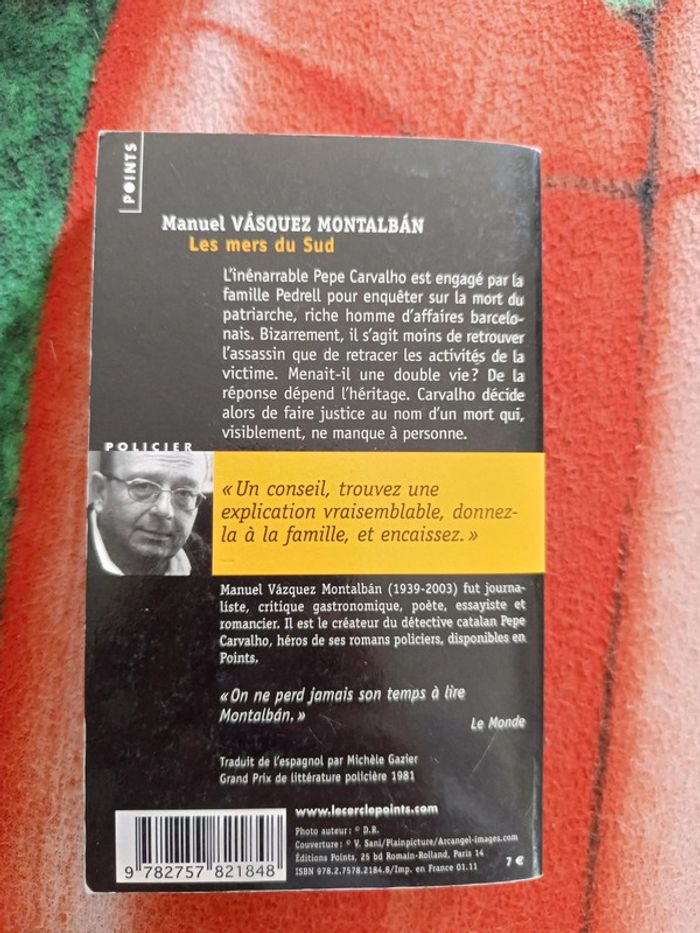 POINTS
Manuel VÁSQUEZ MONTALBÁN
Les mers du Sud
L'inénarrable Pepe Carvalho est engagé par la
famille Pedrell pour enquêter sur la mort du
patriarche, riche homme d'affaires barcelo-
nais. Bizarrement, il s'agit moins de retrouver
l'assassin que de retracer les activités de la
victime. Menait-il une double vie? De la
réponse dépend l'héritage. Carvalho décide
alors de faire justice au nom d'un mort qui,
visiblement, ne manque à personne.
POLICIER
« Un conseil, trouvez une
explication vraisemblable, donnez-
la à la famille, et encaissez. »
Manuel Vázquez Montalbán (1939-2003) fut journa-
liste, critique gastronomique, poète, essayiste et
romancier. Il est le créateur du détective catalan Pepe
Carvalho, héros de ses romans policiers, disponibles en
Points.
« On ne perd jamais son temps à lire
Montalbán. »
Le Monde
Traduit de l'espagnol par Michèle Gazier
Grand Prix de littérature policière 1981
www.lecerclepoints.com
Photo auteur : © D.R.
Couverture : © V. Sani/Plainpicture/Arcangel-images.com
Éditions Points, 25 bd Romain-Rolland, Paris 14
ISBN 978.2.7578.2184.8/Imp. en France 01.11
7 €
9 782757 821848